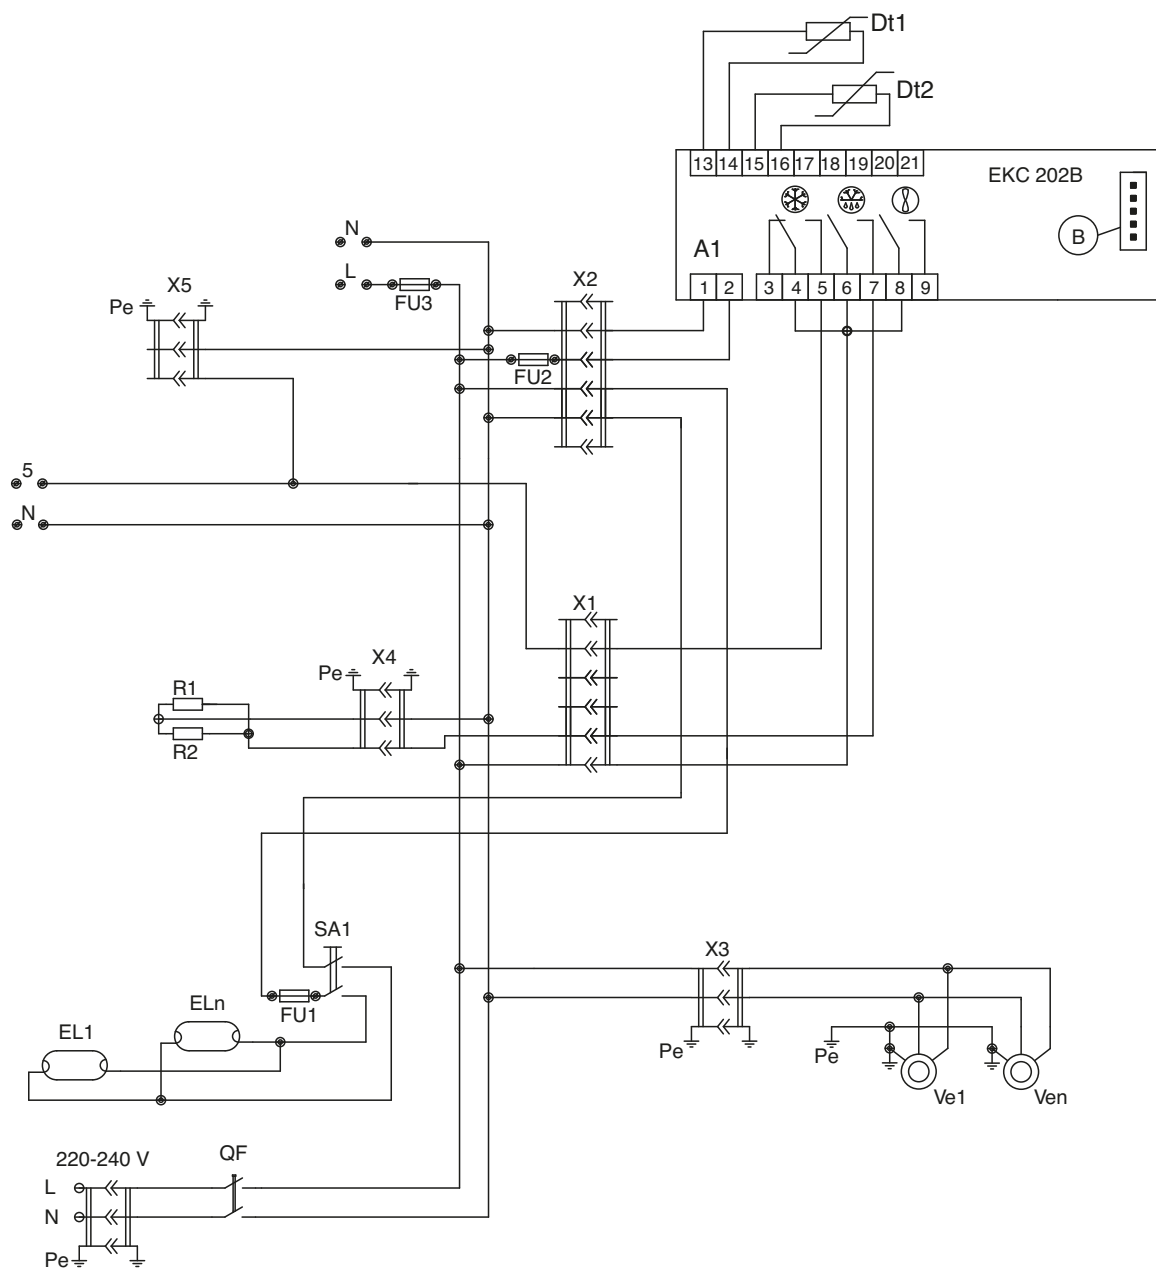 Dt1
Dt2
13 14 15 16 17 18 19 20 21
EKC 202B
B
A1
1 2 3 4 5 6 7 8 9
N
L
FU3
X5
Pe
X2
FU2
5
N
X1
X4
Pe
R1
R2
SA1
FU1
ELn
EL1
X3
Pe
Pe
Ve1
Ven
220-240 V
QF
L
N
Pe